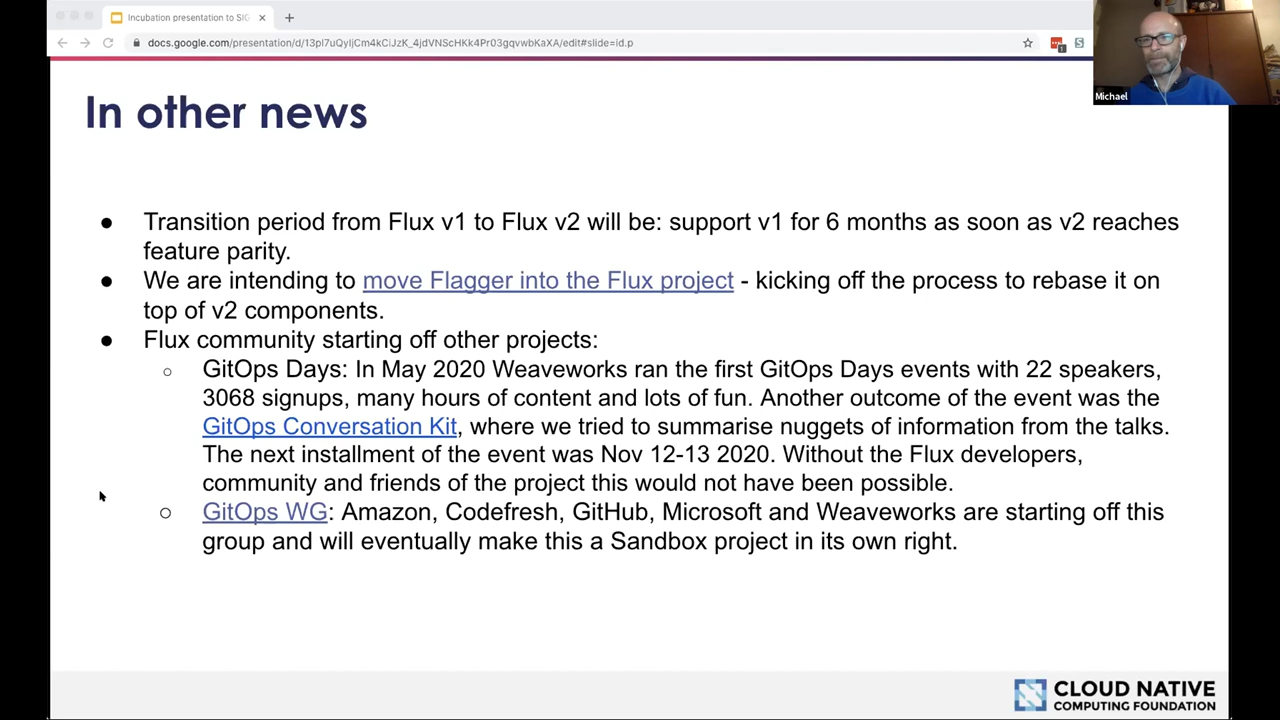 Incubation presentation to SIG
docs.google.com/presentation/d/13pl7uQyIjCm4kCiJzK_4jdVNScHKk4Pr03gqvwbKaXA/edit#slide=id.p
1
S
Michael
In other news
● Transition period from Flux v1 to Flux v2 will be: support v1 for 6 months as soon as v2 reaches
feature parity.
● We are intending to move Flagger into the Flux project - kicking off the process to rebase it on
top of v2 components.
● Flux community starting off other projects:
○ GitOps Days: In May 2020 Weaveworks ran the first GitOps Days events with 22 speakers,
3068 signups, many hours of content and lots of fun. Another outcome of the event was the
GitOps Conversation Kit, where we tried to summarise nuggets of information from the talks.
The next installment of the event was Nov 12-13 2020. Without the Flux developers,
community and friends of the project this would not have been possible.
○ GitOps WG: Amazon, Codefresh, GitHub, Microsoft and Weaveworks are starting off this
group and will eventually make this a Sandbox project in its own right.
CLOUD NATIVE
COMPUTING FOUNDATION